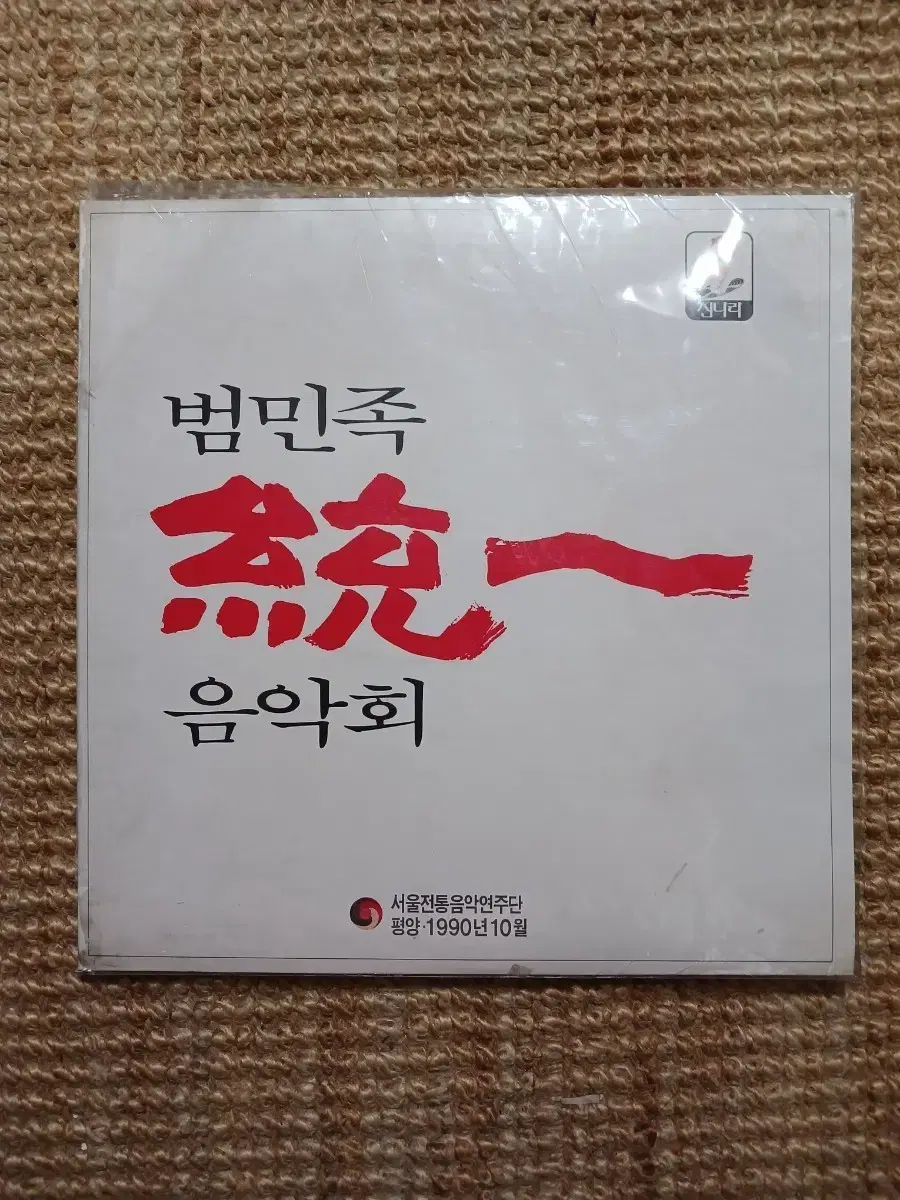 신나라
범민족
統一
음악회
서울전통음악연주단
평양·1990년10월